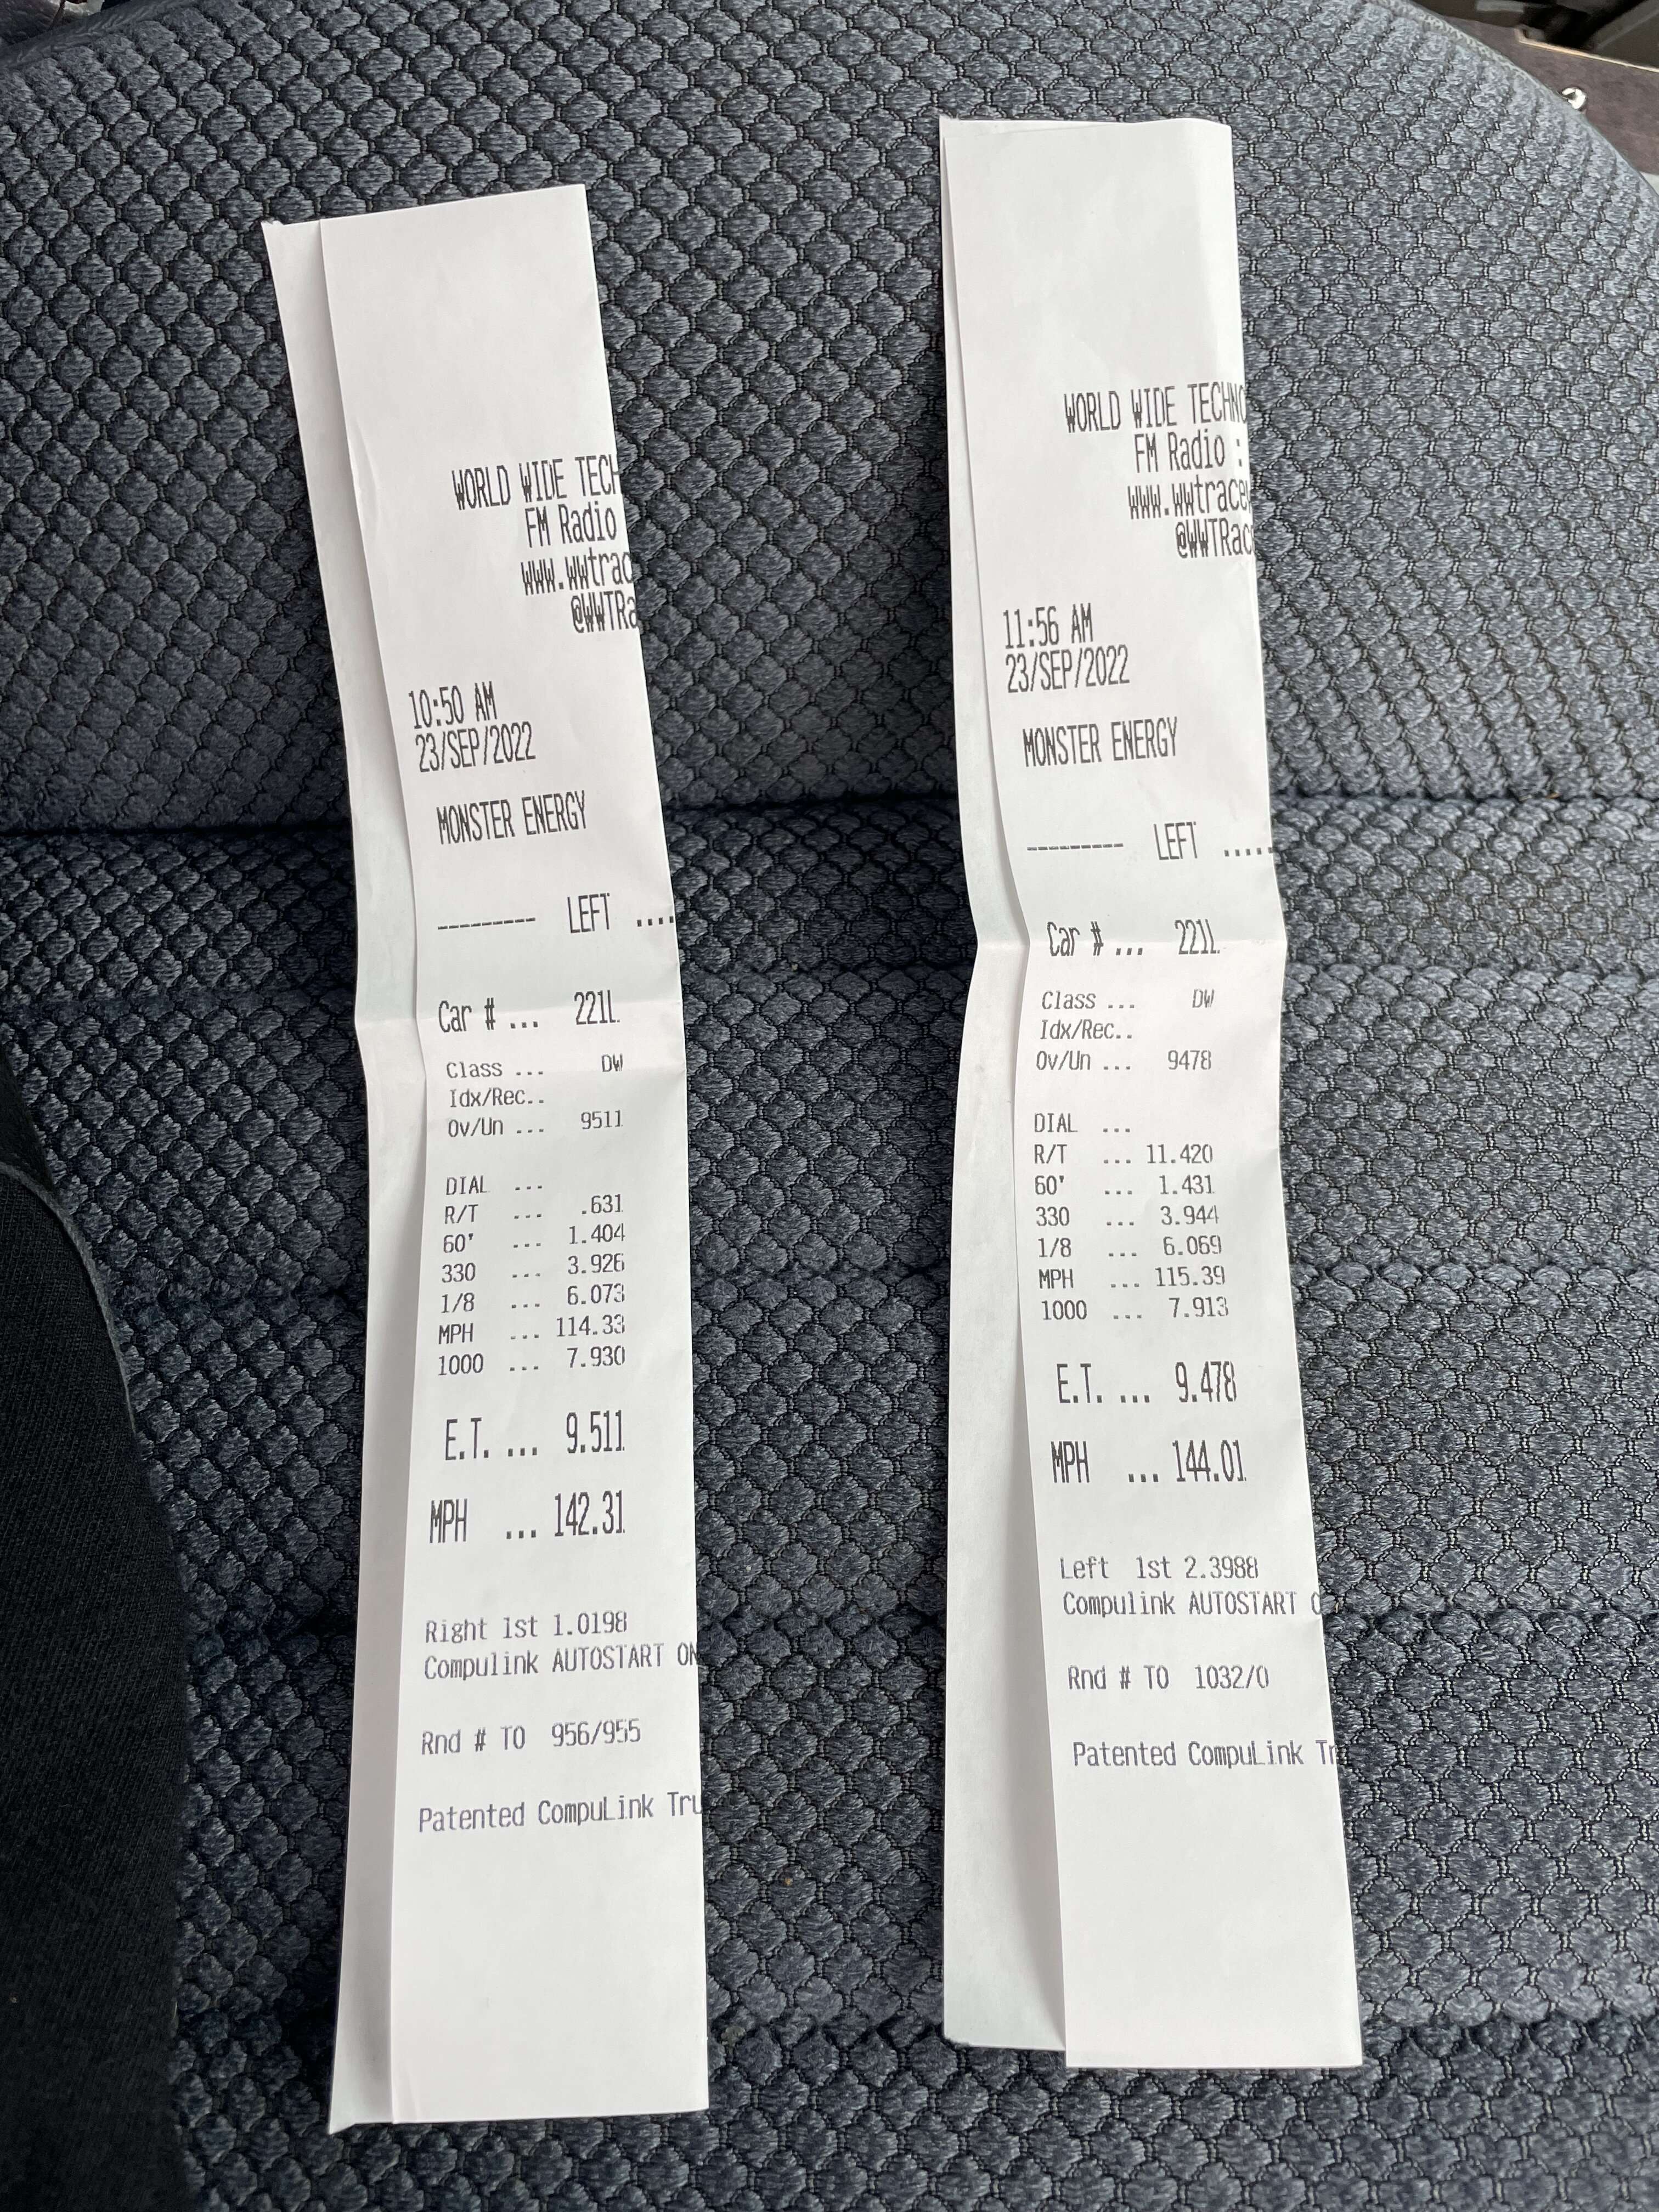 WORLD WIDE TECH
FM Radio
www.wwtrac
@WWTRa
10:50 AM
23/SEP/2022
MONSTER ENERGY
--------- LEFT ....
Car # ... 221L
Class ... DW
Idx/Rec..
Ov/Un ... 9511
DIAL ...
R/T ... .631
60' ... 1.404
330 ... 3.926
1/8 ... 6.073
MPH ... 114.33
1000 ... 7.930
E.T. ... 9.511
MPH ... 142.31
Right 1st 1.0198
Compulink AUTOSTART ON
Rnd # TO 956/955
Patented CompuLink Tru
WORLD WIDE TECHNO
FM Radio :
www.wwtracew
@WWTRac
11:56 AM
23/SEP/2022
MONSTER ENERGY
--------- LEFT .....
Car # ... 221L
Class ... DW
Idx/Rec..
Ov/Un ... 9478
DIAL ...
R/T ... 11.420
60' ... 1.431
330 ... 3.944
1/8 ... 6.069
MPH ... 115.39
1000 ... 7.913
E.T. ... 9.478
MPH ... 144.01
Left 1st 2.3988
Compulink AUTOSTART O
Rnd # TO 1032/0
Patented CompuLink Tr